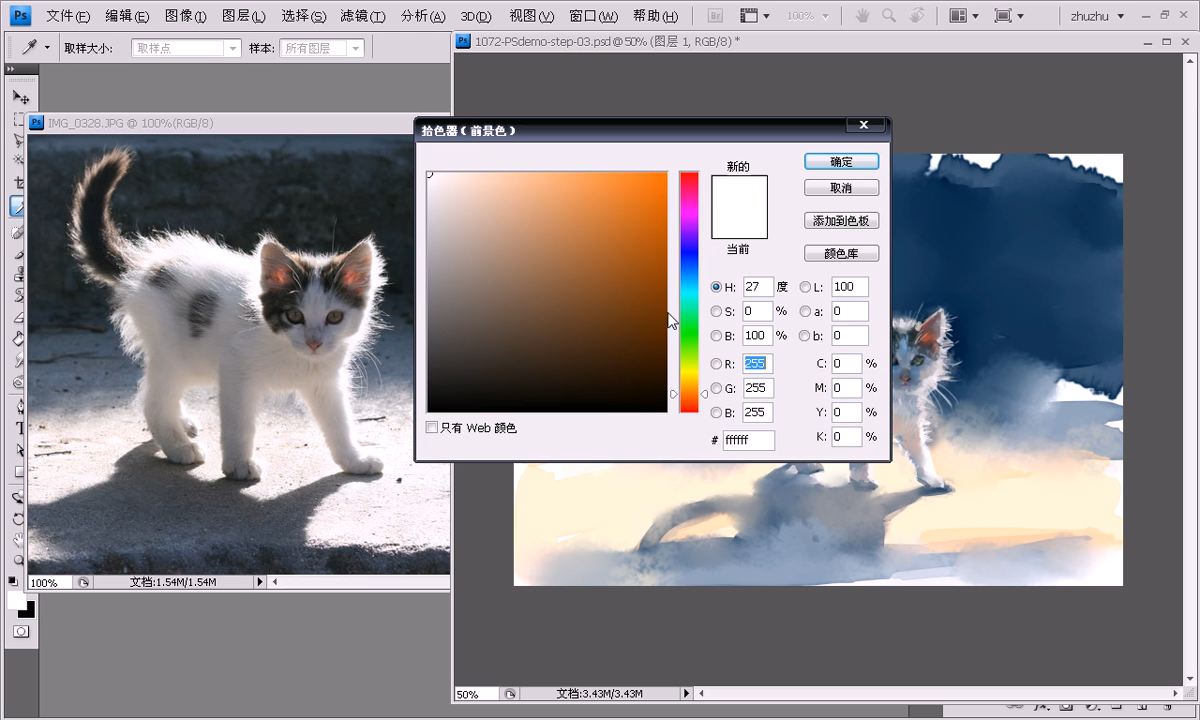 Ps 文件(F) 编辑(E) 图像(I) 图层(L) 选择(S) 滤镜(T) 分析(A) 3D(D) 视图(V) 窗口(W) 帮助(H) Br 100% zhuzhu
取样大小: 取样点 样本: 所有图层
Ps 1072-PSdemo-step-03.psd @ 50% (图层 1, RGB/8) *
Ps IMG_0328.JPG @ 100%(RGB/8)
拾色器(前景色)
新的
当前
确定
取消
添加到色板
颜色库
H: 27 度 L: 100
S: 0 % a: 0
B: 100 % b: 0
R: 255 C: 0 %
G: 255 M: 0 %
B: 255 Y: 0 %
# ffffff K: 0 %
只有 Web 颜色
T
100% 文档:1.54M/1.54M
50% 文档:3.43M/3.43M